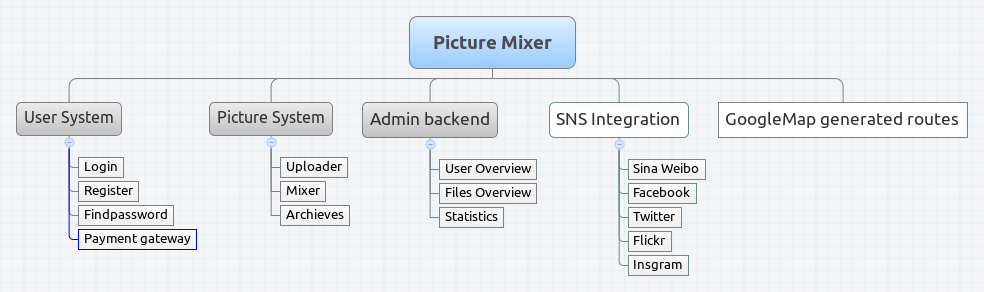 Picture Mixer
User System
Picture System
Admin backend
SNS Integration
GoogleMap generated routes
Login
Register
Findpassword
Payment gateway
Uploader
Mixer
Archieves
User Overview
Files Overview
Statistics
Sina Weibo
Facebook
Twitter
Flickr
Insgram